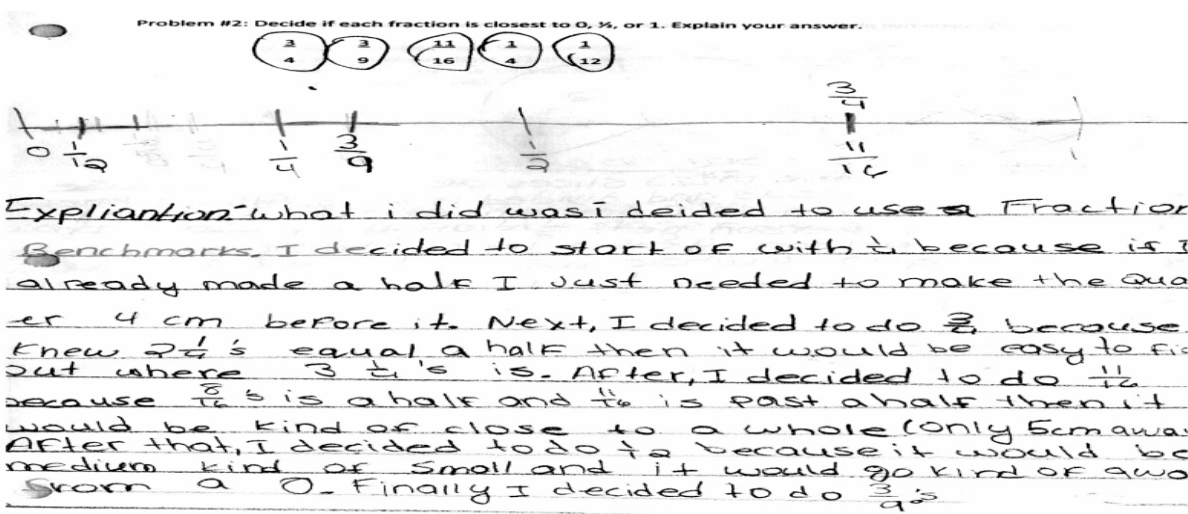 Problem #2: Decide if each fraction is closest to 0, ½, or 1. Explain your answer.
3/4 3/9 11/16 1/4 1/12
3/4
0 1/12 1/4 3/9 1/2 11/16
Expliantion- what i did was i deided to use a Fraction
Benchmarks. I decided to start of with 1/4 because if I
already made a half I Just needed to make the Qua
er 4 cm before it. Next, I decided to do 3/4 because
Knew 2 1/4's equal a half then it would be easy to fi
out where 3 1/4's is. After, I decided to do 11/16
because 8/16's is a half and 11/16 is past a half then it
would be kind of close to a whole (only 5cm awa
After that, I decided to do 1/12 because it would be
medium kind of Small and it would go kind of awa
From a 0. Finally I decided to do 3/9's